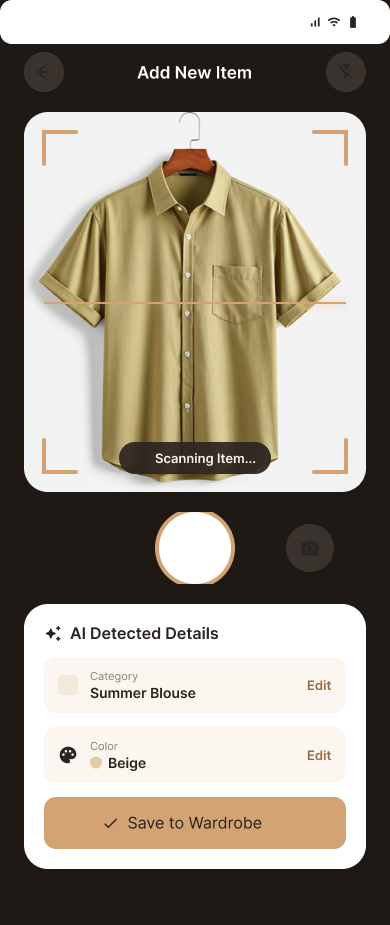 Add New Item
Scanning Item...
AI Detected Details
Category
Summer Blouse
Edit
Color
Beige
Edit
Save to Wardrobe